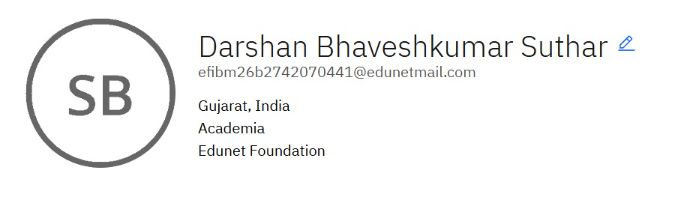 SB
Darshan Bhaveshkumar Suthar
efibm26b2742070441@edunetmail.com
Gujarat, India
Academia
Edunet Foundation